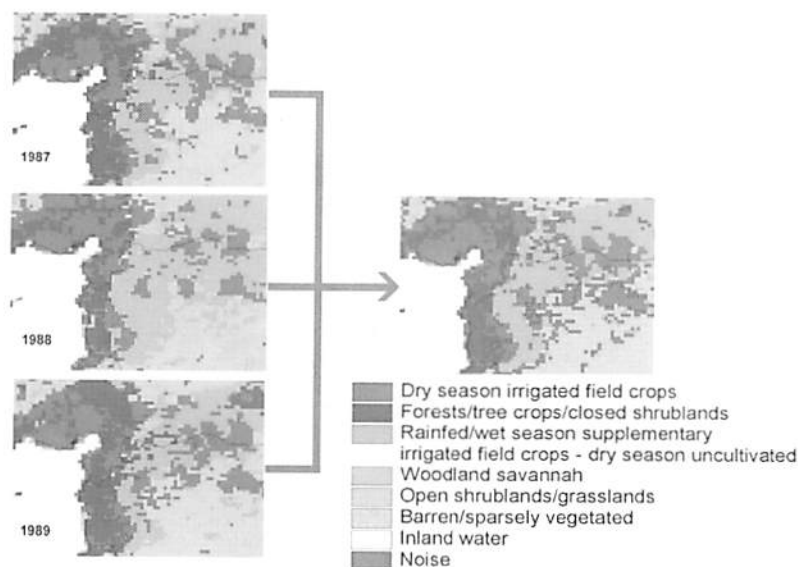 1987
1988
1989
Dry season irrigated field crops
Forests/tree crops/closed shrublands
Rainfed/wet season supplementary
irrigated field crops - dry season uncultivated
Woodland savannah
Open shrublands/grasslands
Barren/sparsely vegetated
Inland water
Noise